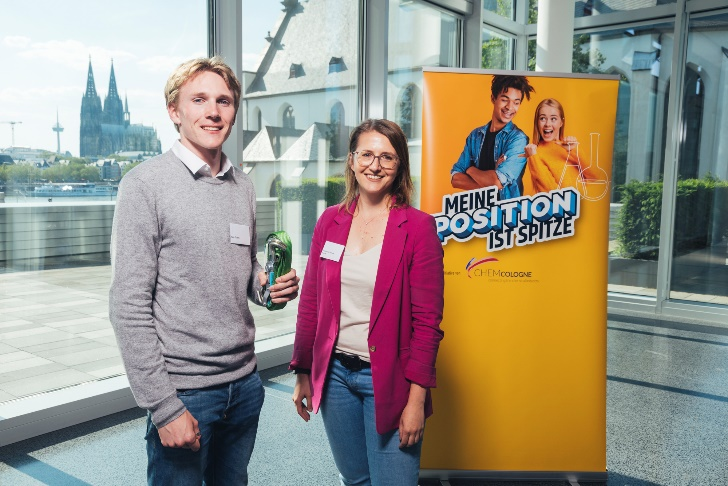 MEINE
POSITION
IST SPITZE
CHEMCOLOGNE